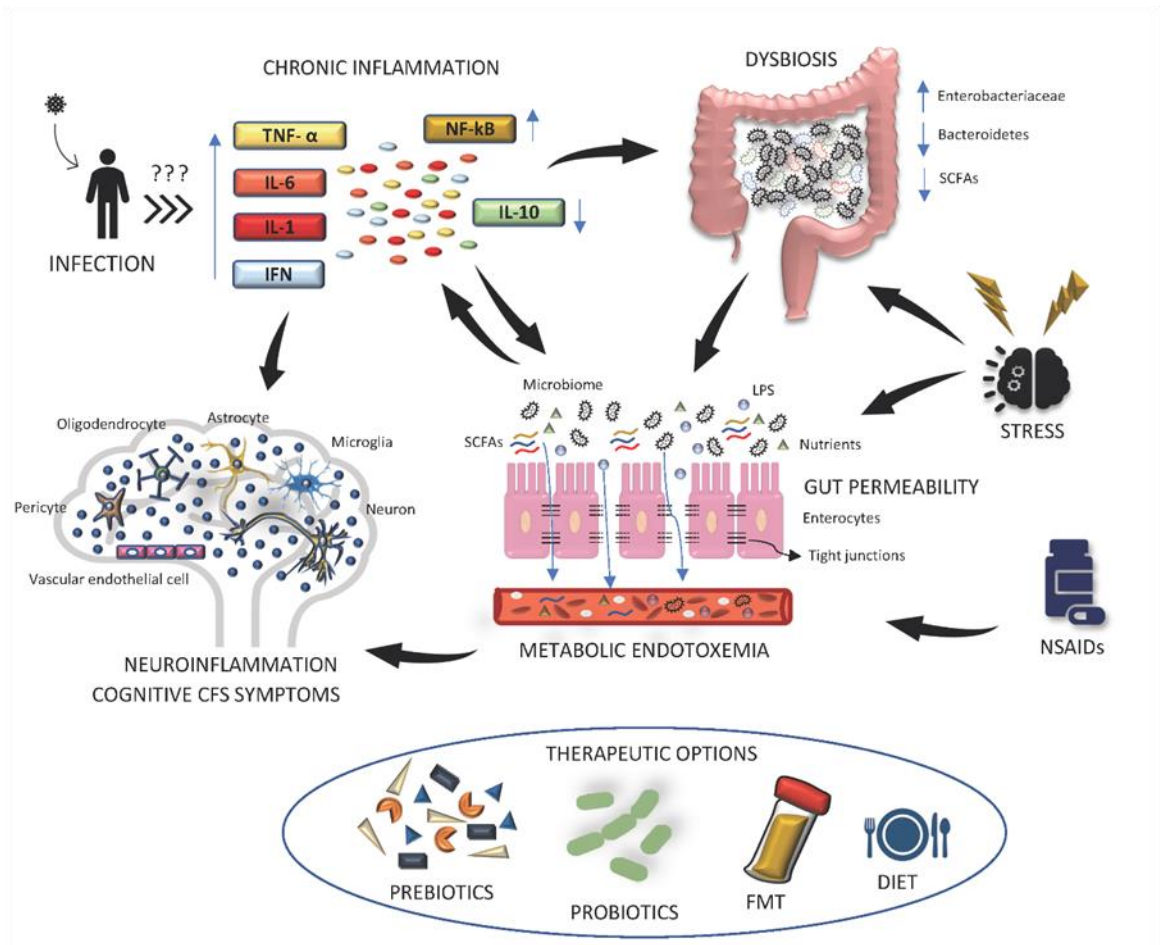 CHRONIC INFLAMMATION
DYSBIOSIS
TNF- α
NF-kB
IL-6
IL-1
IL-10
IFN
???
INFECTION
Enterobacteriaceae
Bacteroidetes
SCFAs
STRESS
Oligodendrocyte
Astrocyte
Microglia
Pericyte
Neuron
Vascular endothelial cell
NEUROINFLAMMATION
COGNITIVE CFS SYMPTOMS
Microbiome
LPS
SCFAs
Nutrients
GUT PERMEABILITY
Enterocytes
Tight junctions
METABOLIC ENDOTOXEMIA
NSAIDs
THERAPEUTIC OPTIONS
PREBIOTICS
PROBIOTICS
FMT
DIET